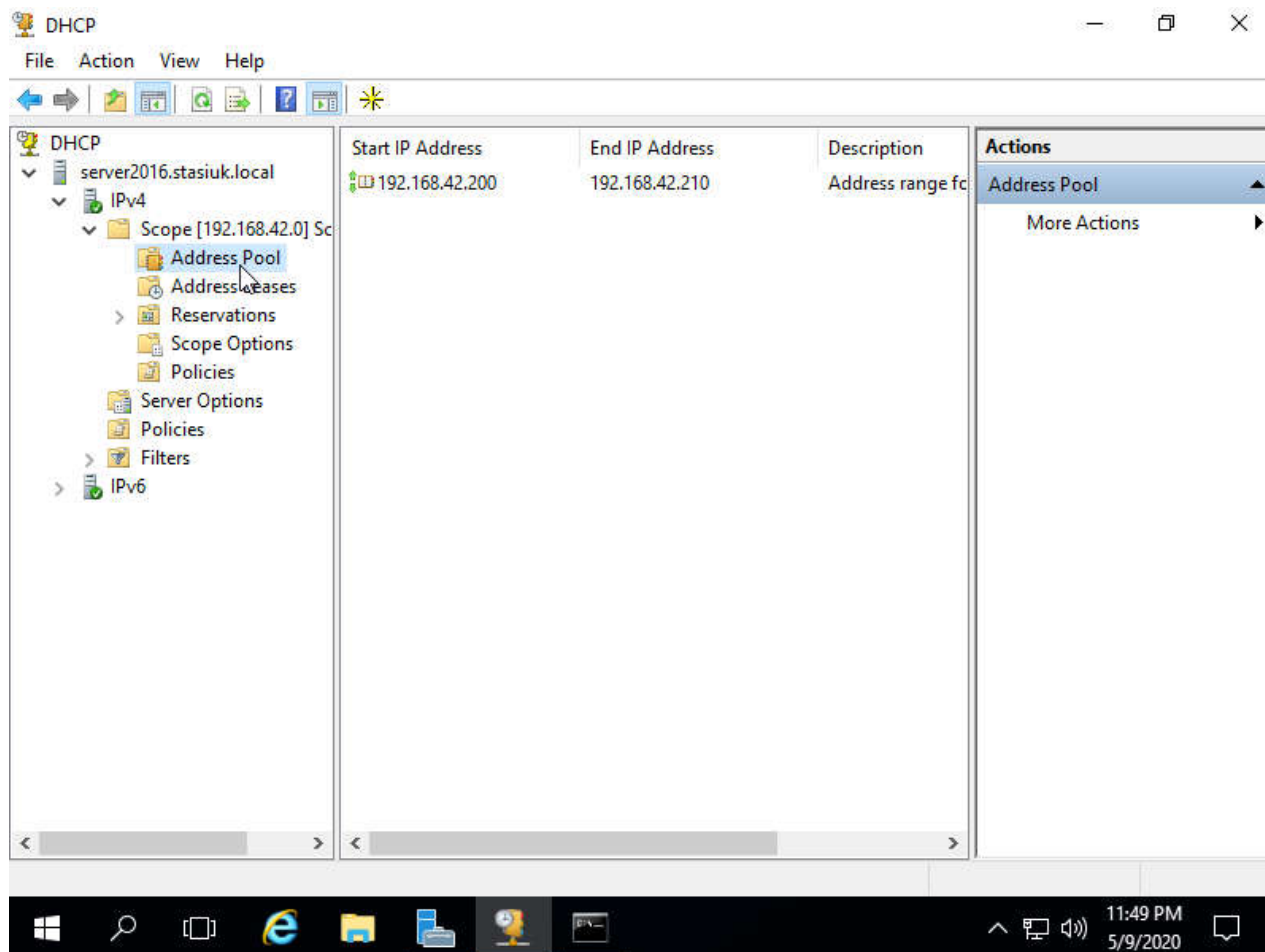 DHCP
File Action View Help
DHCP
server2016.stasiuk.local
IPv4
Scope [192.168.42.0] Sc
Address Pool
Address Leases
Reservations
Scope Options
Policies
Server Options
Policies
Filters
IPv6
Start IP Address End IP Address Description
192.168.42.200 192.168.42.210 Address range fo
Actions
Address Pool
More Actions
11:49 PM
5/9/2020